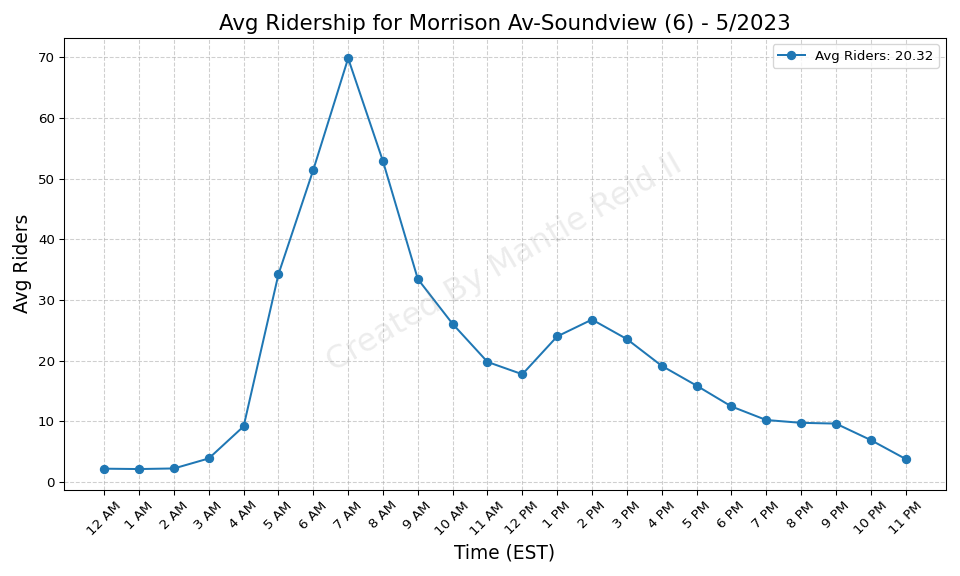 Avg Ridership for Morrison Av-Soundview (6) - 5/2023
Avg Riders: 20.32
70
60
50
40
30
20
10
0
Avg Riders
Created By Mantie Reid II
12 AM
1 AM
2 AM
3 AM
4 AM
5 AM
6 AM
7 AM
8 AM
9 AM
10 AM
11 AM
12 PM
1 PM
2 PM
3 PM
4 PM
5 PM
6 PM
7 PM
8 PM
9 PM
10 PM
11 PM
Time (EST)